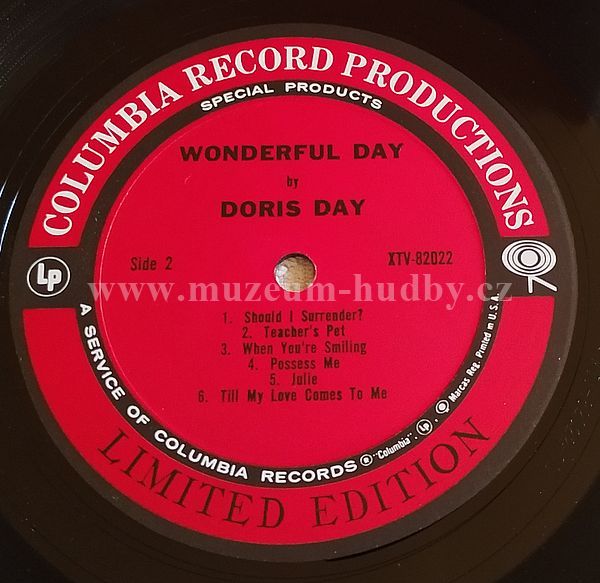 COLUMBIA RECORD PRODUCTIONS
SPECIAL PRODUCTS
WONDERFUL DAY
by
DORIS DAY
Side 2
XTV-82022
Lp
www.muzeum-hudby.cz
1. Should I Surrender?
2. Teacher's Pet
3. When You're Smiling
4. Possess Me
5. Julie
6. Till My Love Comes To Me
A SERVICE OF COLUMBIA RECORDS
® "Columbia", Lp, Marcas Reg. Printed in U.S.A.
LIMITED EDITION